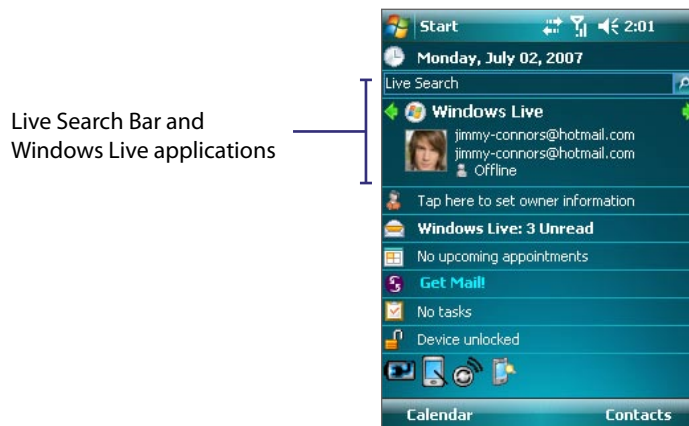 Live Search Bar and
Windows Live applications
Start 2:01
Monday, July 02, 2007
Live Search
Windows Live
jimmy-connors@hotmail.com
jimmy-connors@hotmail.com
Offline
Tap here to set owner information
Windows Live: 3 Unread
No upcoming appointments
Get Mail!
No tasks
Device unlocked
Calendar Contacts